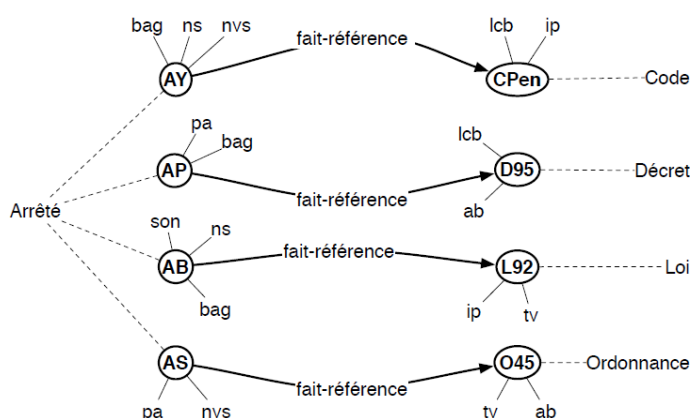 bag ns nvs fait-référence lcb ip
AY CPen Code
pa bag lcb
AP fait-référence D95 Décret
Arrêté ab
son ns fait-référence
AB L92 Loi
bag ip tv
AS O45 Ordonnance
fait-référence
pa nvs tv ab